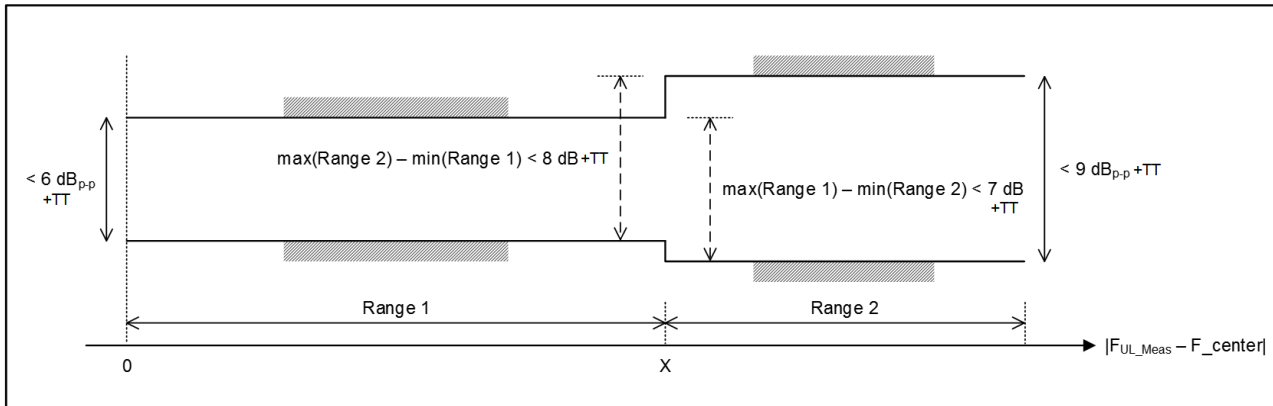 max(Range 2) – min(Range 1) < 8 dB +TT
< 6 dBp-p
+TT
max(Range 1) – min(Range 2) < 7 dB
+TT
< 9 dBp-p +TT
Range 1
Range 2
|FUL_Meas – F_center|
0
X